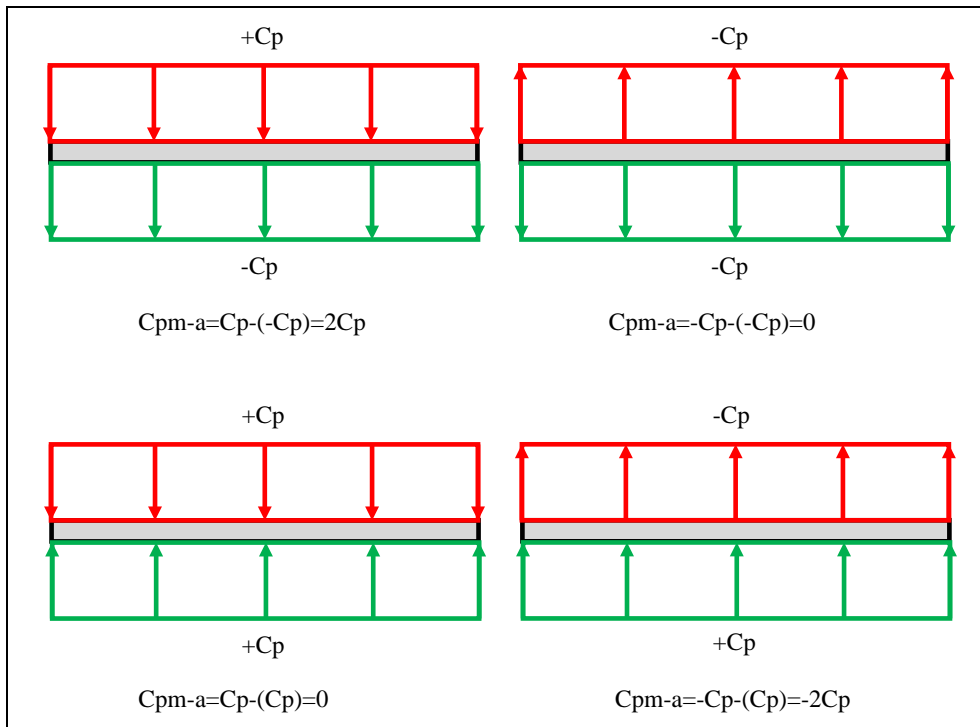 +Cp
-Cp
-Cp
-Cp
Cpm-a=Cp-(-Cp)=2Cp
Cpm-a=-Cp-(-Cp)=0
+Cp
-Cp
+Cp
+Cp
Cpm-a=Cp-(Cp)=0
Cpm-a=-Cp-(Cp)=-2Cp